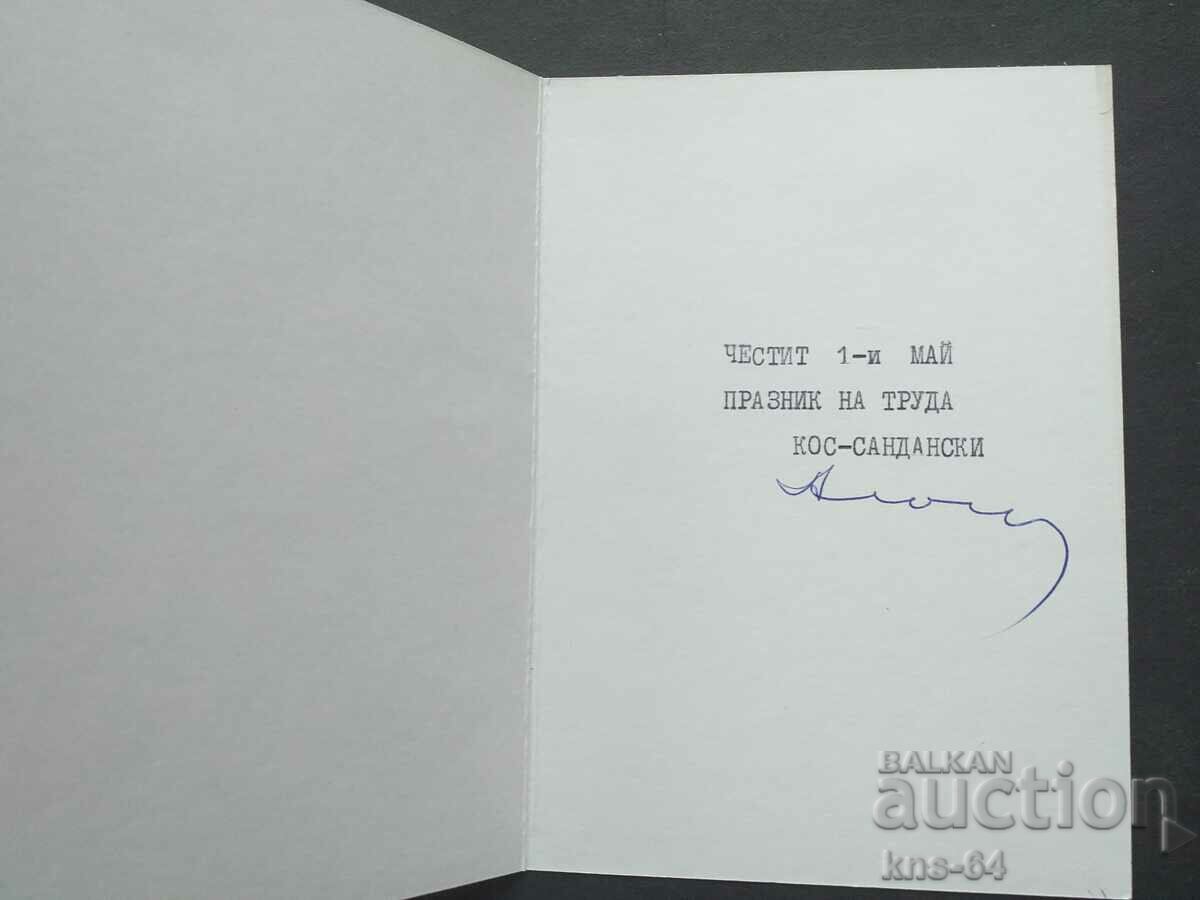 ЧЕСТИТ 1-и МАЙ
ПРАЗНИК НА ТРУДА
КОС-САНДАНСКИ
BALKAN
auction
kns-64